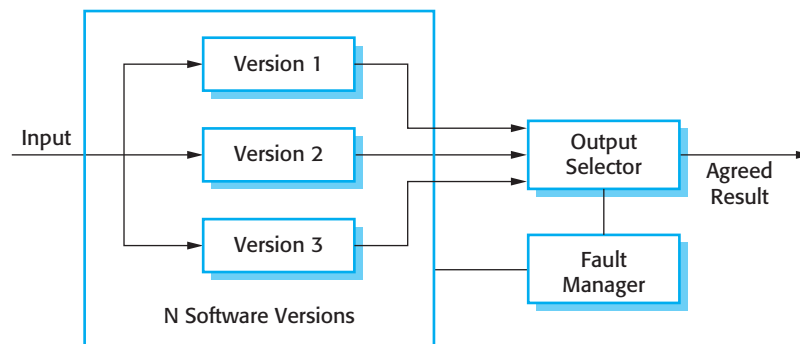 Input
Version 1
Version 2
Version 3
N Software Versions
Output
Selector
Agreed
Result
Fault
Manager